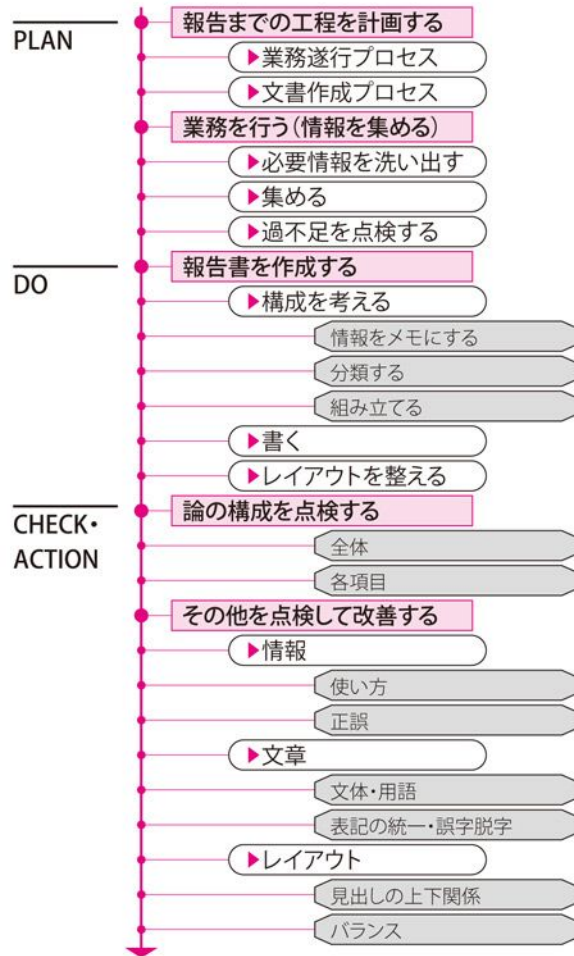 PLAN
報告までの工程を計画する
▶業務遂行プロセス
▶文書作成プロセス
業務を行う（情報を集める）
▶必要情報を洗い出す
▶集める
▶過不足を点検する
DO
報告書を作成する
▶構成を考える
情報をメモにする
分類する
組み立てる
▶書く
▶レイアウトを整える
CHECK・
ACTION
論の構成を点検する
全体
各項目
その他を点検して改善する
▶情報
使い方
正誤
▶文章
文体・用語
表記の統一・誤字脱字
▶レイアウト
見出しの上下関係
バランス